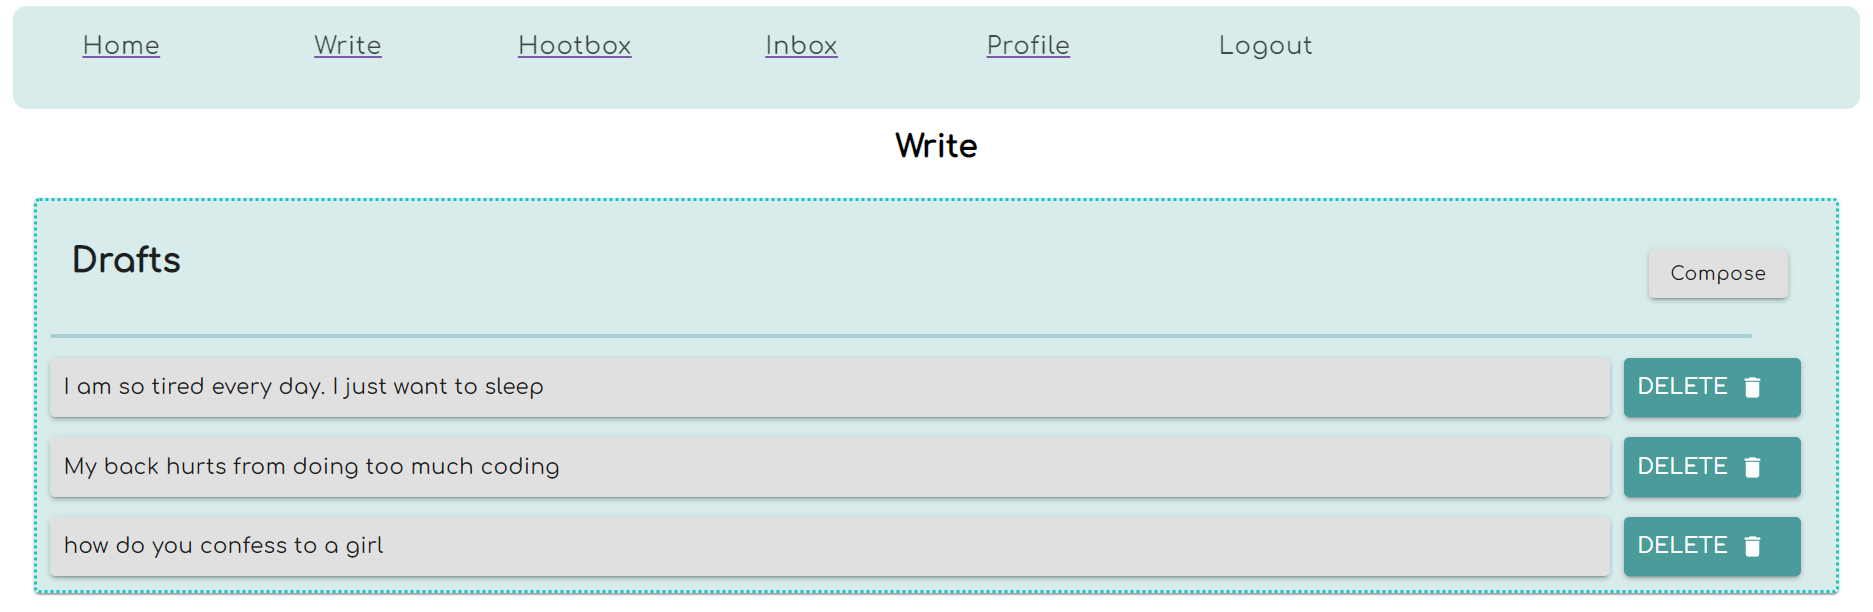 Home Write Hootbox Inbox Profile Logout
Write
Drafts
Compose
I am so tired every day. I just want to sleep DELETE
My back hurts from doing too much coding DELETE
how do you confess to a girl DELETE